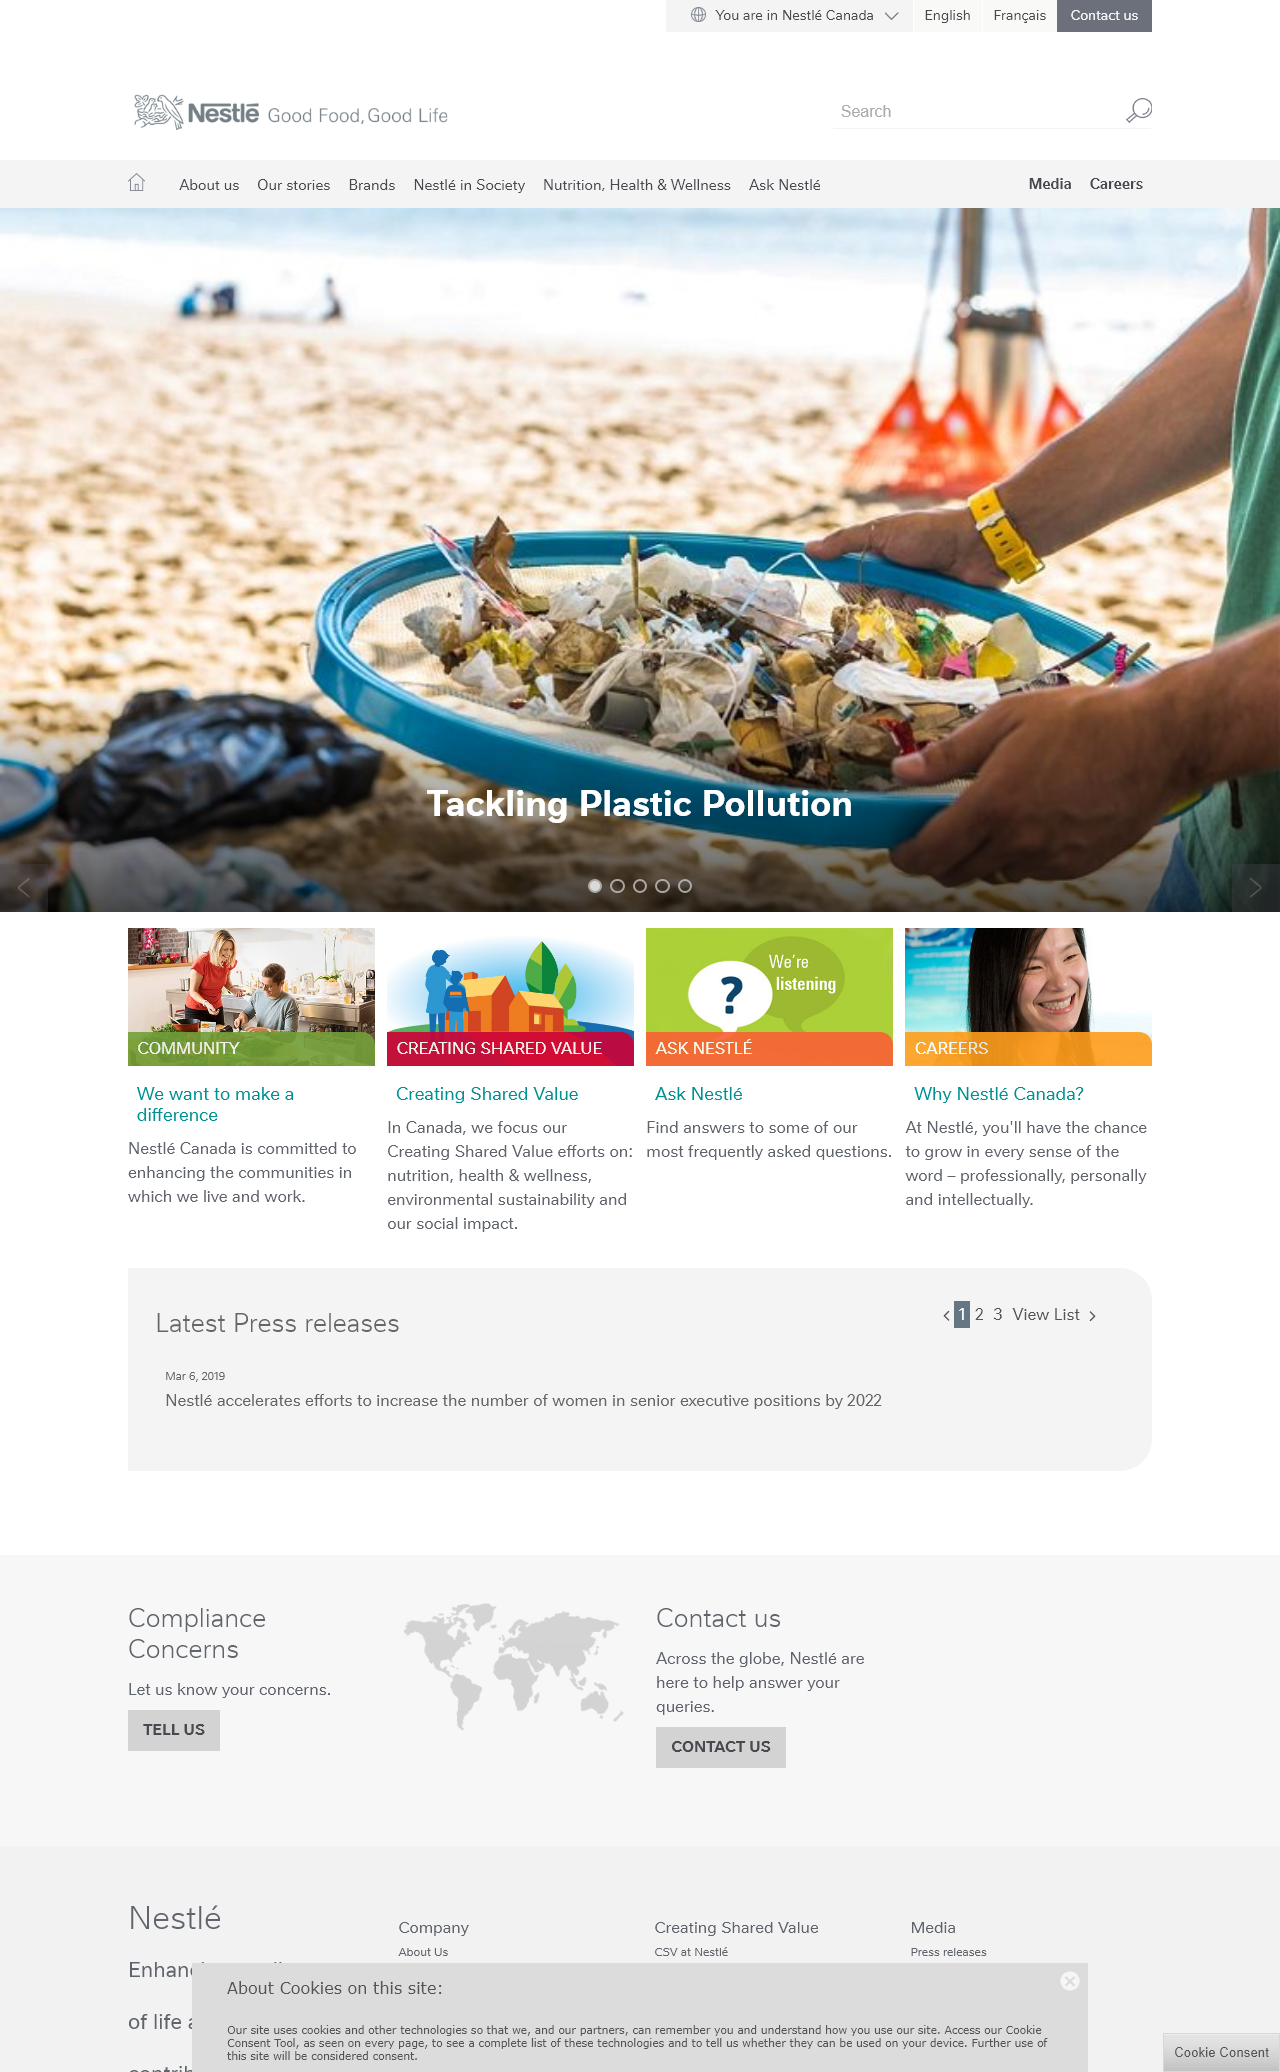 You are in Nestlé Canada
English
Français
Contact us
Nestlé Good Food, Good Life
Search
About us
Our stories
Brands
Nestlé in Society
Nutrition, Health & Wellness
Ask Nestlé
Media
Careers
Tackling Plastic Pollution
COMMUNITY
We want to make a
difference
Nestlé Canada is committed to
enhancing the communities in
which we live and work.
CREATING SHARED VALUE
Creating Shared Value
In Canada, we focus our
Creating Shared Value efforts on:
nutrition, health & wellness,
environmental sustainability and
our social impact.
We're
listening
?
ASK NESTLÉ
Ask Nestlé
Find answers to some of our
most frequently asked questions.
CAREERS
Why Nestlé Canada?
At Nestlé, you'll have the chance
to grow in every sense of the
word – professionally, personally
and intellectually.
Latest Press releases
1 2 3 View List
Mar 6, 2019
Nestlé accelerates efforts to increase the number of women in senior executive positions by 2022
Compliance
Concerns
Let us know your concerns.
TELL US
Contact us
Across the globe, Nestlé are
here to help answer your
queries.
CONTACT US
Nestlé
of life
Company
About Us
Creating Shared Value
CSV at Nestlé
Media
Press releases
About Cookies on this site:
Our site uses cookies and other technologies so that we, and our partners, can remember you and understand how you use our site. Access our Cookie
Consent Tool, as seen on every page, to see a complete list of these technologies and to tell us whether they can be used on your device. Further use of
this site will be considered consent.
Cookie Consent